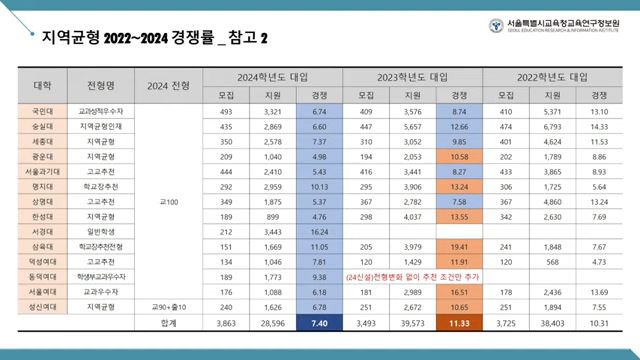 지역균형 2022~2024 경쟁률 _ 참고 2
서울특별시교육청교육연구정보원
SEOUL EDUCATION RESEARCH & INFORMATION INSTITUTE
대학 전형명 2024 전형 2024학년도 대입 2023학년도 대입 2022학년도 대입
모집 지원 경쟁 모집 지원 경쟁 모집 지원 경쟁
국민대 교과성적우수자 493 3,321 6.74 409 3,576 8.74 410 5,371 13.10
숭실대 지역균형인재 435 2,869 6.60 447 5,657 12.66 474 6,793 14.33
세종대 지역균형 350 2,578 7.37 310 3,052 9.85 401 4,624 11.53
광운대 지역균형 209 1,040 4.98 194 2,053 10.58 202 1,789 8.86
서울과기대 고교추천 444 2,410 5.43 416 3,441 8.27 433 3,865 8.93
명지대 학교장추천 292 2,959 10.13 295 3,906 13.24 306 1,725 5.64
상명대 고교추천 교100 349 1,875 5.37 367 2,782 7.58 367 4,860 13.24
한성대 지역균형 189 899 4.76 298 4,037 13.55 342 2,630 7.69
서경대 일반학생 212 3,443 16.24
삼육대 학교장추천전형 151 1,669 11.05 205 3,979 19.41 241 1,848 7.67
덕성여대 고교추천 134 1,046 7.81 120 1,429 11.91 120 568 4.73
동덕여대 학생부교과우수자 189 1,773 9.38 (24신설)전형변화 없이 추천 조건만 추가
서울여대 교과우수자 176 1,088 6.18 181 2,989 16.51 178 2,436 13.69
성신여대 지역균형 교90+출10 240 1,626 6.78 251 2,672 10.65 251 1,894 7.55
합계 3,863 28,596 7.40 3,493 39,573 11.33 3,725 38,403 10.31